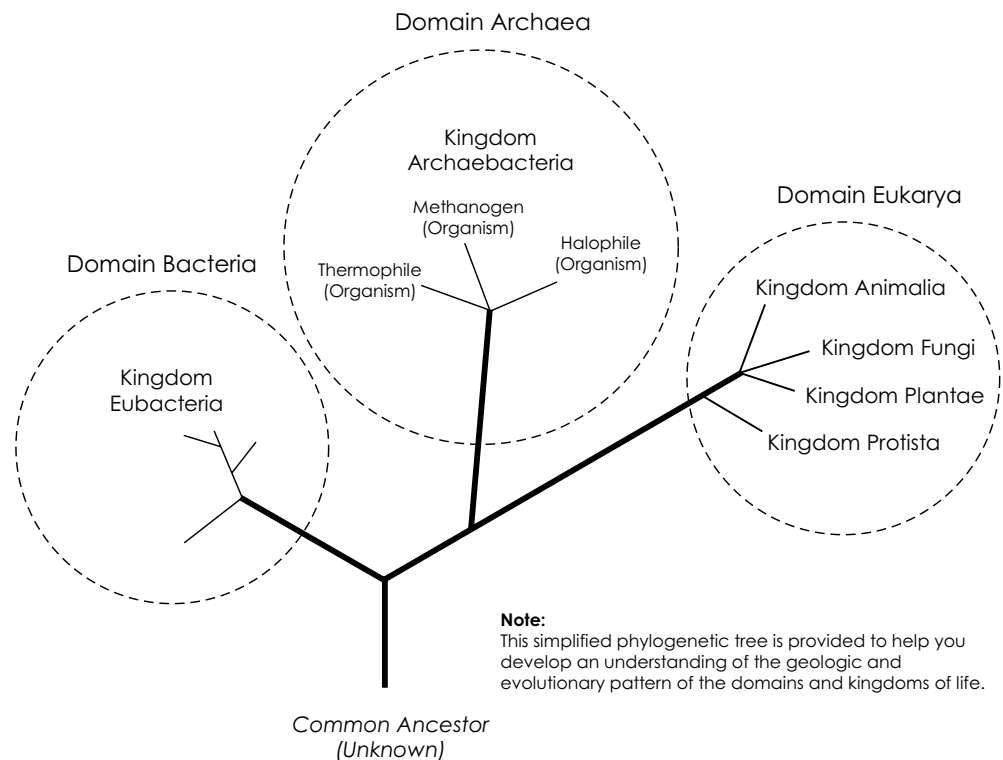 Domain Archaea
Kingdom
Archaebacteria
Methanogen
(Organism)
Halophile
(Organism)
Thermophile
(Organism)
Domain Eukarya
Kingdom Animalia
Kingdom Fungi
Kingdom Plantae
Kingdom Protista
Domain Bacteria
Kingdom
Eubacteria
Note:
This simplified phylogenetic tree is provided to help you
develop an understanding of the geologic and
evolutionary pattern of the domains and kingdoms of life.
Common Ancestor
(Unknown)